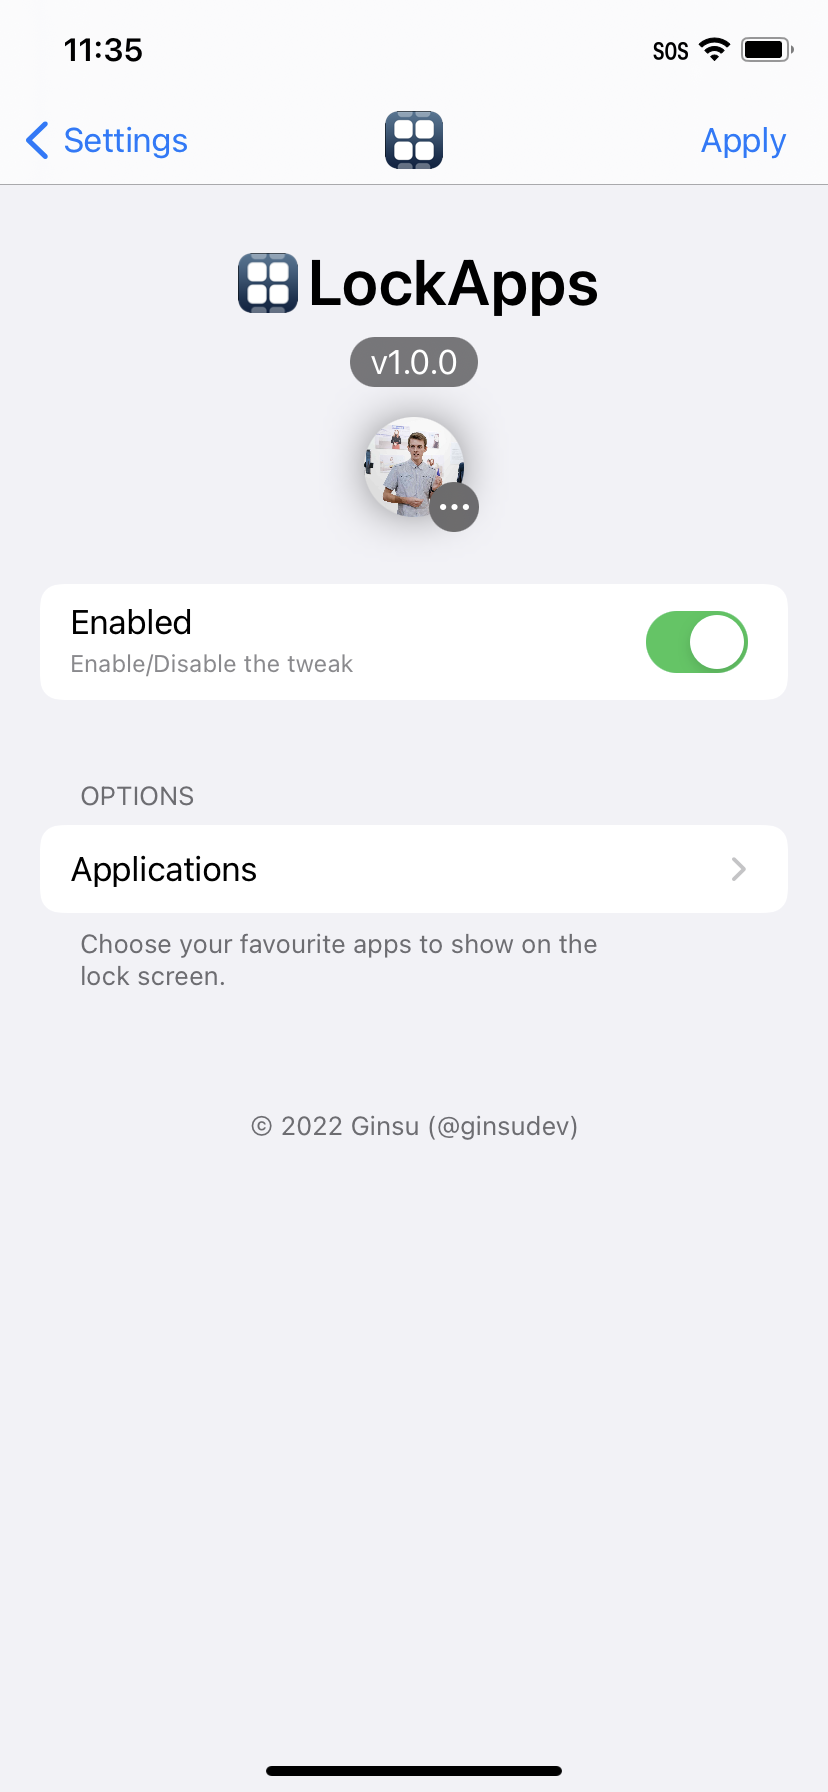 11:35
SOS
Settings
Apply
LockApps
v1.0.0
Enabled
Enable/Disable the tweak
OPTIONS
Applications
Choose your favourite apps to show on the
lock screen.
© 2022 Ginsu (@ginsudev)